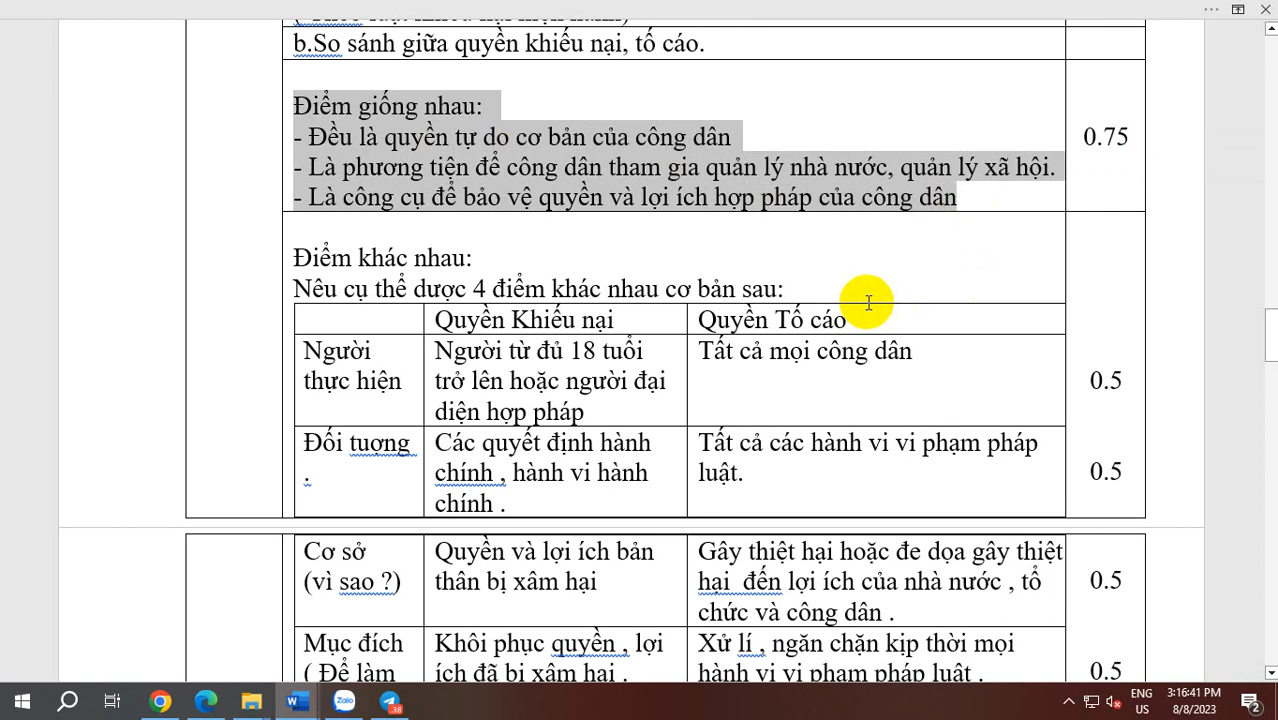 b.So sánh giữa quyền khiếu nại, tố cáo.
Điểm giống nhau:
- Đều là quyền tự do cơ bản của công dân
- Là phương tiện để công dân tham gia quản lý nhà nước, quản lý xã hội.
- Là công cụ để bảo vệ quyền và lợi ích hợp pháp của công dân
0.75
Điểm khác nhau:
Nêu cụ thể dược 4 điểm khác nhau cơ bản sau:
Quyền Khiếu nại
Quyền Tố cáo
Người
thực hiện
Người từ đủ 18 tuổi
trở lên hoặc người đại
diện hợp pháp
Tất cả mọi công dân
0.5
Đối tuợng
.
Các quyết định hành
chính , hành vi hành
chính .
Tất cả các hành vi vi phạm pháp
luật.
0.5
Cơ sở
(vì sao ?)
Quyền và lợi ích bản
thân bị xâm hại
Gây thiệt hại hoặc đe dọa gây thiệt
hại đến lợi ích của nhà nước , tổ
chức và công dân .
0.5
Mục đích
( Để làm
Khôi phục quyền , lợi
ích đã bị xâm hại .
Xử lí , ngăn chặn kịp thời mọi
hành vi vi phạm pháp luật .
0.5
Zalo
38
ENG
US
3:16:41 PM
8/8/2023
2